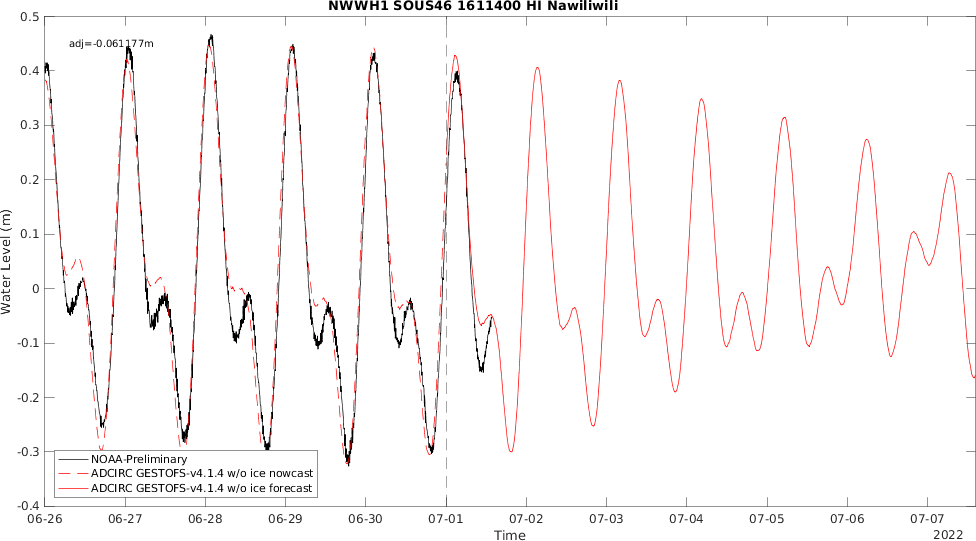 NWWH1 SOUS46 1611400 HI Nawiliwili
adj=-0.061177m
0.5
0.4
0.3
0.2
0.1
0
-0.1
-0.2
-0.3
-0.4
Water Level (m)
NOAA-Preliminary
ADCIRC GESTOFS-v4.1.4 w/o ice nowcast
ADCIRC GESTOFS-v4.1.4 w/o ice forecast
06-26 06-27 06-28 06-29 06-30 07-01 07-02 07-03 07-04 07-05 07-06 07-07
Time
2022